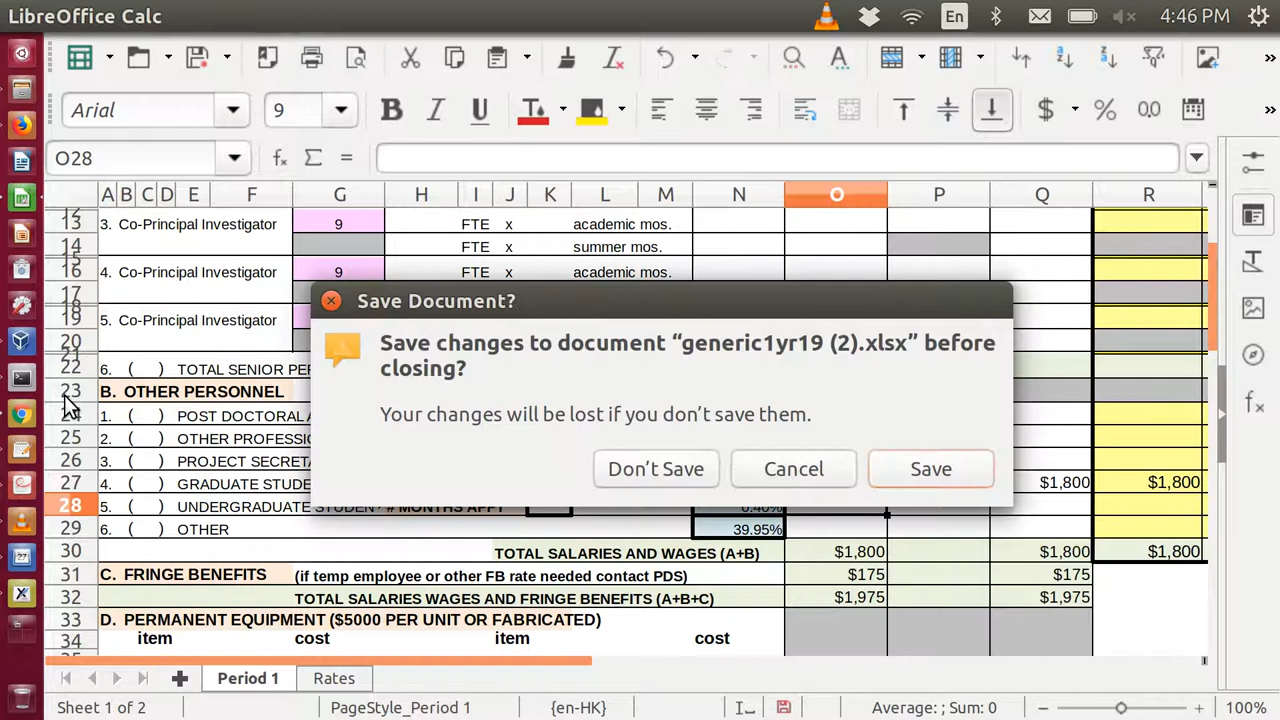 LibreOffice Calc
En
4:46 PM
Arial
9
B I U
$ % 0.0
O28
fx Σ =
A B C D E F G H I J K L M N O P Q R
13 3. Co-Principal Investigator 9 FTE x academic mos.
14 summer mos.
16 4. Co-Principal Investigator 9 FTE x academic mos.
17
Save Document?
19 5. Co-Principal Investigator
20
Save changes to document “generic1yr19 (2).xlsx” before
closing?
Your changes will be lost if you don’t save them.
Don’t Save Cancel Save
21
22 6. ( ) TOTAL SENIOR PER
23 B. OTHER PERSONNEL
1. ( ) POST DOCTORAL A
25 2. ( ) OTHER PROFESSIO
26 3. ( ) PROJECT SECRETA
27 4. ( ) GRADUATE STUDE $1,800 $1,800
28 5. ( ) UNDERGRADUATE STUDEN # MONTHS APPT 0.40%
29 6. ( ) OTHER 39.95%
30 TOTAL SALARIES AND WAGES (A+B) $1,800 $1,800 $1,800
31 C. FRINGE BENEFITS (if temp employee or other FB rate needed contact PDS) $175 $175
32 TOTAL SALARIES WAGES AND FRINGE BENEFITS (A+B+C) $1,975 $1,975
33 D. PERMANENT EQUIPMENT ($5000 PER UNIT OR FABRICATED)
34 item cost item cost
Period 1 Rates
Sheet 1 of 2 PageStyle_Period 1 {en-HK} Average: ; Sum: 0 100%